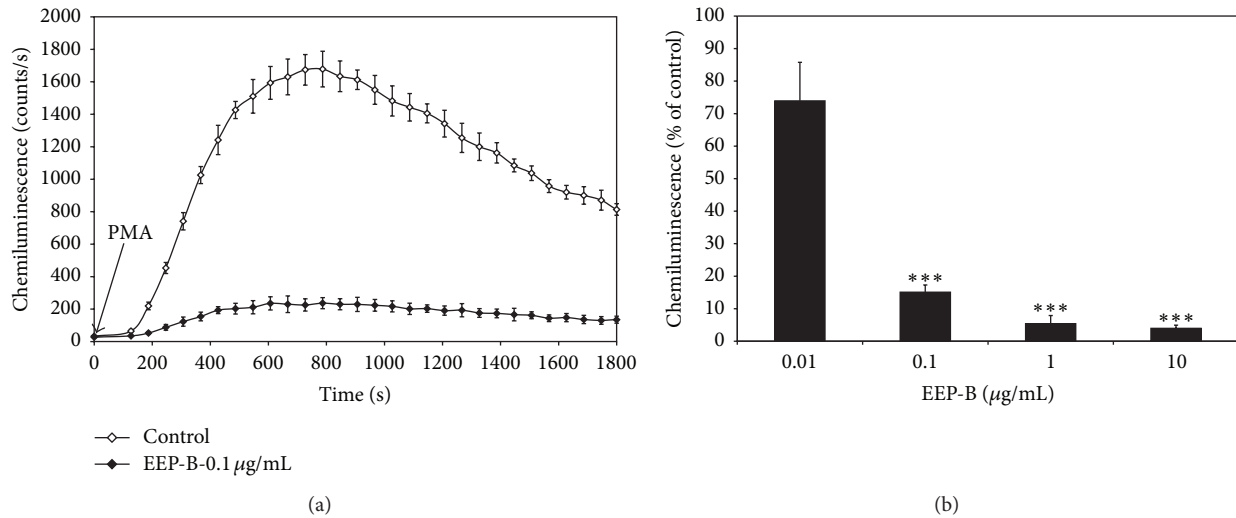 2000
1800
1600
1400
1200
1000
800
600
400
200
0
Chemiluminescence (counts/s)
PMA
0 200 400 600 800 1000 1200 1400 1600 1800
Time (s)
Control
EEP-B-0.1 μg/mL
(a)
100
90
80
70
60
50
40
30
20
10
0
Chemiluminescence (% of control)
***
***
***
0.01 0.1 1 10
EEP-B (μg/mL)
(b)